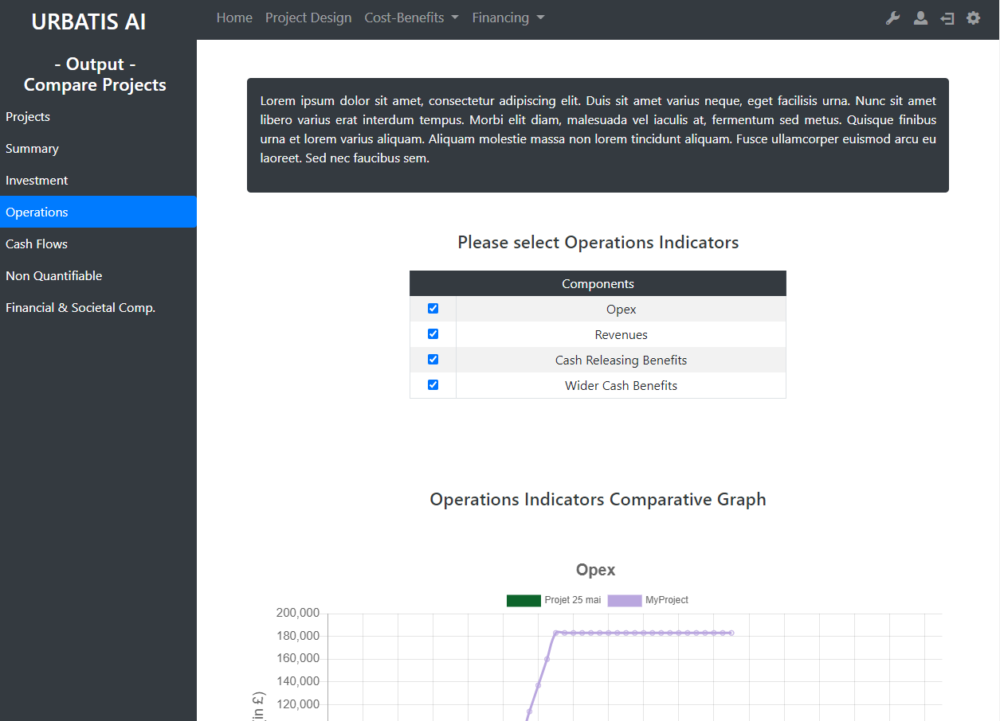 URBATIS AI
Home Project Design Cost-Benefits Financing
- Output -
Compare Projects
Projects
Summary
Investment
Operations
Cash Flows
Non Quantifiable
Financial & Societal Comp.
Lorem ipsum dolor sit amet, consectetur adipiscing elit. Duis sit amet varius neque, eget facilisis urna. Nunc sit amet
libero varius erat interdum tempus. Morbi elit diam, malesuada vel iaculis at, fermentum sed metus. Quisque finibus
urna et lorem varius aliquam. Aliquam molestie massa non lorem tincidunt aliquam. Fusce ullamcorper euismod arcu eu
laoreet. Sed nec faucibus sem.
Please select Operations Indicators
Components
Opex
Revenues
Cash Releasing Benefits
Wider Cash Benefits
Operations Indicators Comparative Graph
Opex
Projet 25 mai MyProject
200,000
180,000
160,000
140,000
120,000
(in £)